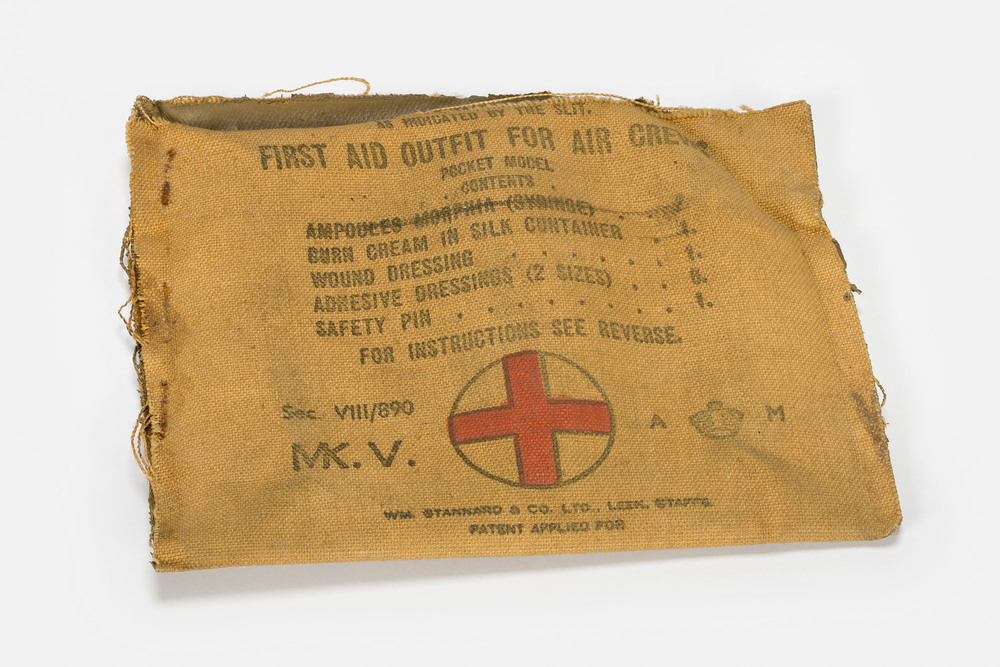 AS INDICATED BY THE SLIT.
FIRST AID OUTFIT FOR AIR CREWS
POCKET MODEL
CONTENTS
AMPOULES MORPHIA (SYRINGE) . .
BURN CREAM IN SILK CONTAINER . . 1.
WOUND DRESSING . . . . . . 1.
ADHESIVE DRESSINGS (2 SIZES) . . 6.
SAFETY PIN . . . . . . . . 1.
FOR INSTRUCTIONS SEE REVERSE.
Sec. VIII/890
MK. V.
A M
WM. STANNARD & CO. LTD., LEEK, STAFFS.
PATENT APPLIED FOR